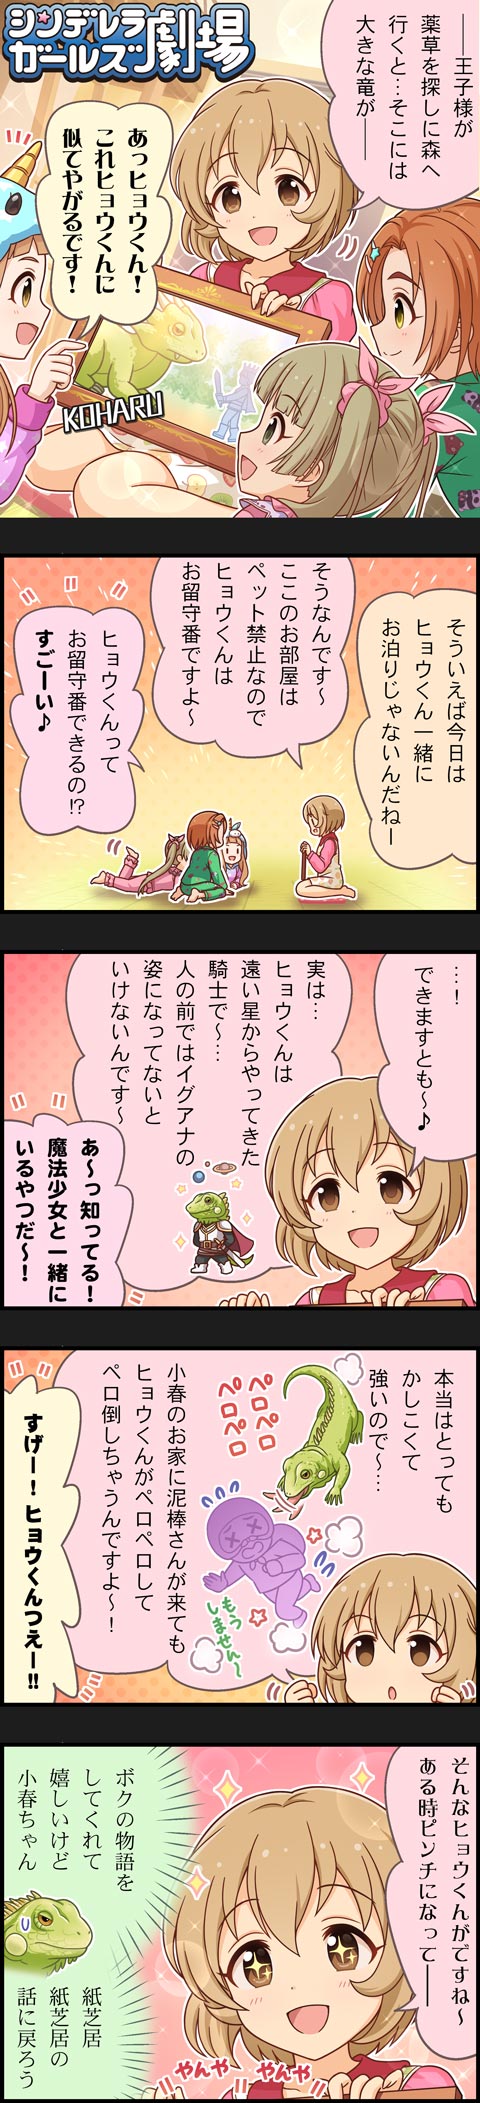 シンデレラ
ガールズ劇場
――王子様が
薬草を探しに森へ
行くと…そこには
大きな竜が――
あっヒョウくん！
これヒョウくんに
似てやがるです！
KOHARU
そういえば今日は
ヒョウくん一緒に
お泊りじゃないんだねー
そうなんです～
ここのお部屋は
ペット禁止なので
ヒョウくんは
お留守番ですよ～
ヒョウくんって
お留守番できるの!?
すごーい♪
…！
できますとも～♪
実は…
ヒョウくんは
遠い星からやってきた
騎士で～…
人の前ではイグアナの
姿になってないと
いけないんです～
あ～っ知ってる！
魔法少女と一緒に
いるやつだ～！
本当はとっても
かしこくて
強いので～…
ペロペロ
ペロペロ
小春のお家に泥棒さんが来ても
ヒョウくんがペロペロして
ペロ倒しちゃうんですよ～！
もう
しません～
すげー！ヒョウくんつえー!!
そんなヒョウくんがですね～
ある時ピンチになって――
ボクの物語を
してくれて
嬉しいけど
小春ちゃん
紙芝居
紙芝居の
話に戻ろう
やんや
やんや